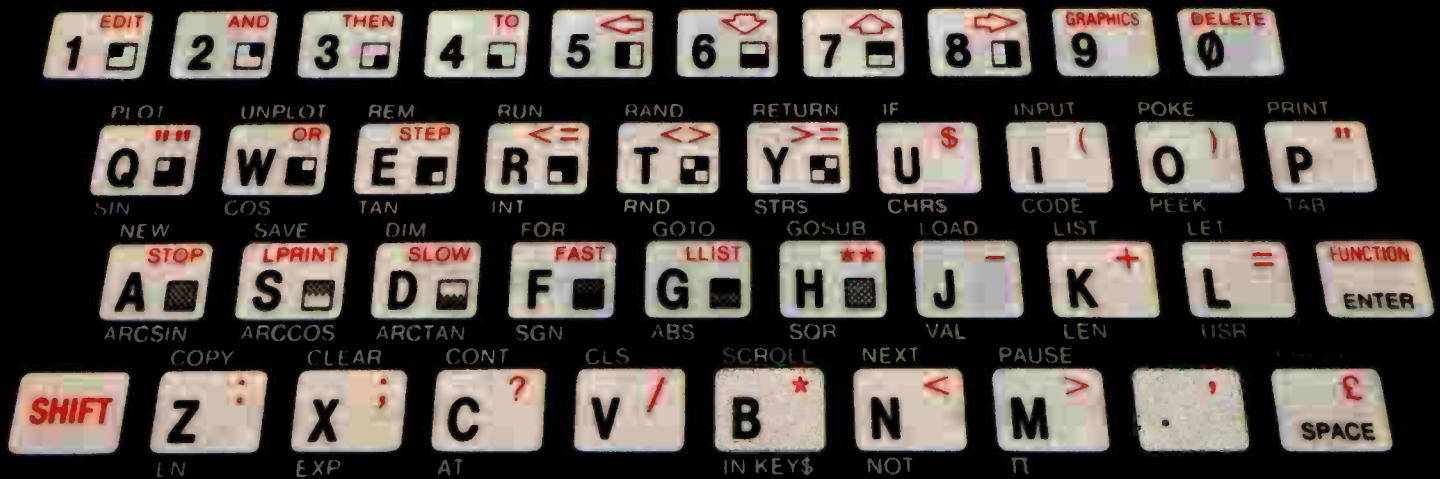 EDIT AND THEN TO GRAPHICS DELETE
1 2 3 4 5 6 7 8 9 0
PLOT UNPLOT REM RUN RAND RETURN IF INPUT POKE PRINT
"" OR STEP <= <> >= $ ( ) "
Q W E R T Y U I O P
SIN COS TAN INT RND STR$ CHR$ CODE PEEK TAB
NEW SAVE DIM FOR GOTO GOSUB LOAD LIST LET
STOP LPRINT SLOW FAST LLIST ** - + = FUNCTION
A S D F G H J K L ENTER
ARCSIN ARCCOS ARCTAN SGN ABS SQR VAL LEN USR
COPY CLEAR CONT CLS SCROLL NEXT PAUSE
: ; ? / * < > , £
SHIFT Z X C V B N M . SPACE
LN EXP AT IN KEY$ NOT π